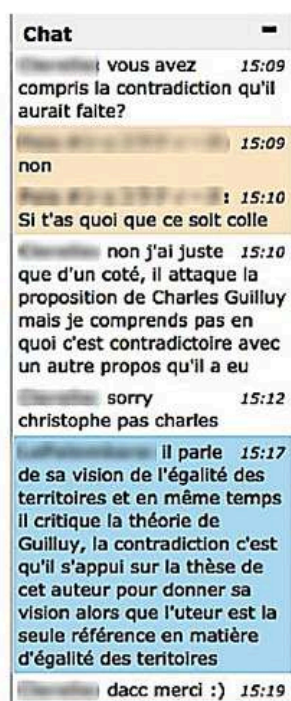 Chat
vous avez 15:09
compris la contradiction qu'il
aurait faite?
15:09
non
: 15:10
Si t'as quoi que ce soit colle
non j'ai juste 15:10
que d'un coté, il attaque la
proposition de Charles Guilluy
mais je comprends pas en
quoi c'est contradictoire avec
un autre propos qu'il a eu
sorry 15:12
christophe pas charles
il parle 15:17
de sa vision de l'égalité des
territoires et en même temps
il critique la théorie de
Guilluy, la contradiction c'est
qu'il s'appui sur la thèse de
cet auteur pour donner sa
vision alors que l'uteur est la
seule référence en matière
d'égalité des teritoires
dacc merci :) 15:19